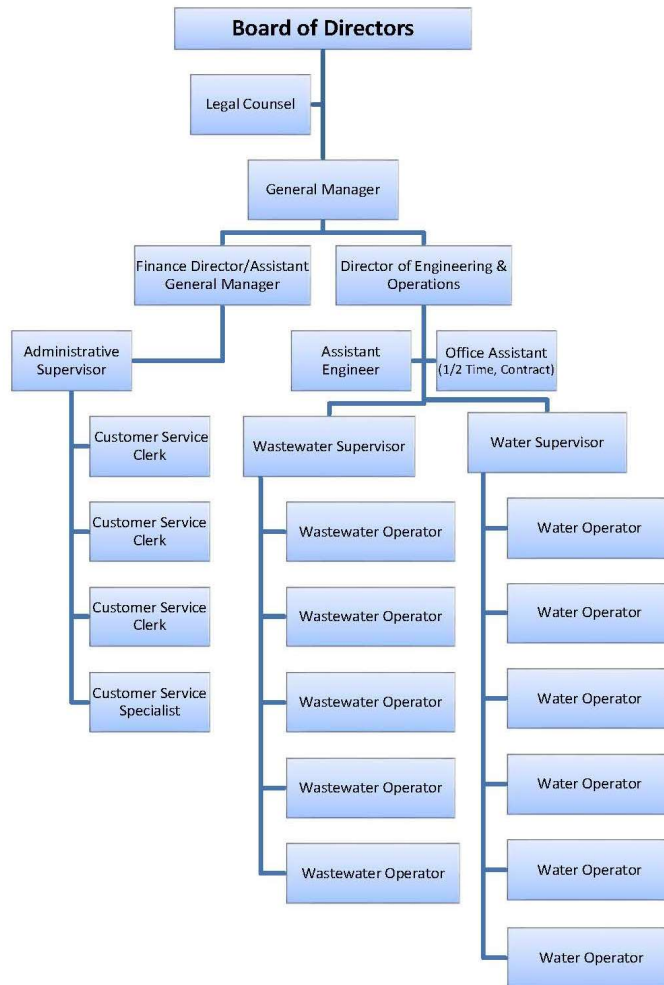 Board of Directors
Legal Counsel
General Manager
Finance Director/Assistant
General Manager
Director of Engineering &
Operations
Administrative
Supervisor
Assistant
Engineer
Office Assistant
(1/2 Time, Contract)
Customer Service
Clerk
Customer Service
Clerk
Customer Service
Clerk
Customer Service
Specialist
Wastewater Supervisor
Wastewater Operator
Wastewater Operator
Wastewater Operator
Wastewater Operator
Wastewater Operator
Water Supervisor
Water Operator
Water Operator
Water Operator
Water Operator
Water Operator
Water Operator